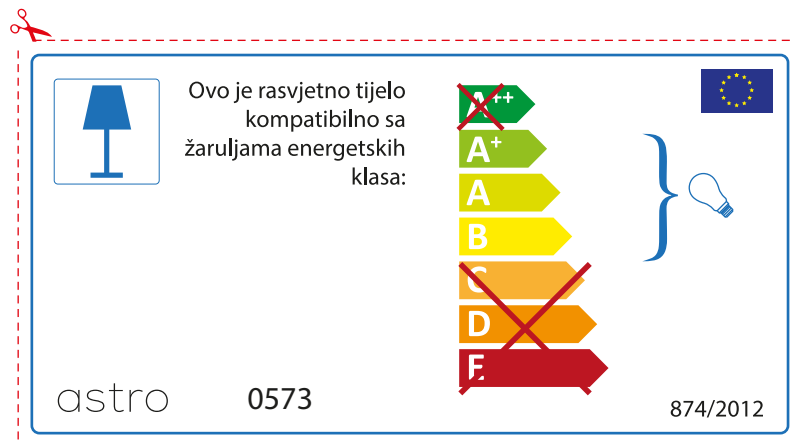 Ovo je rasvjetno tijelo
kompatibilno sa
žaruljama energetskih
klasa:
A++
A+
A
B
C
D
E
astro
0573
874/2012